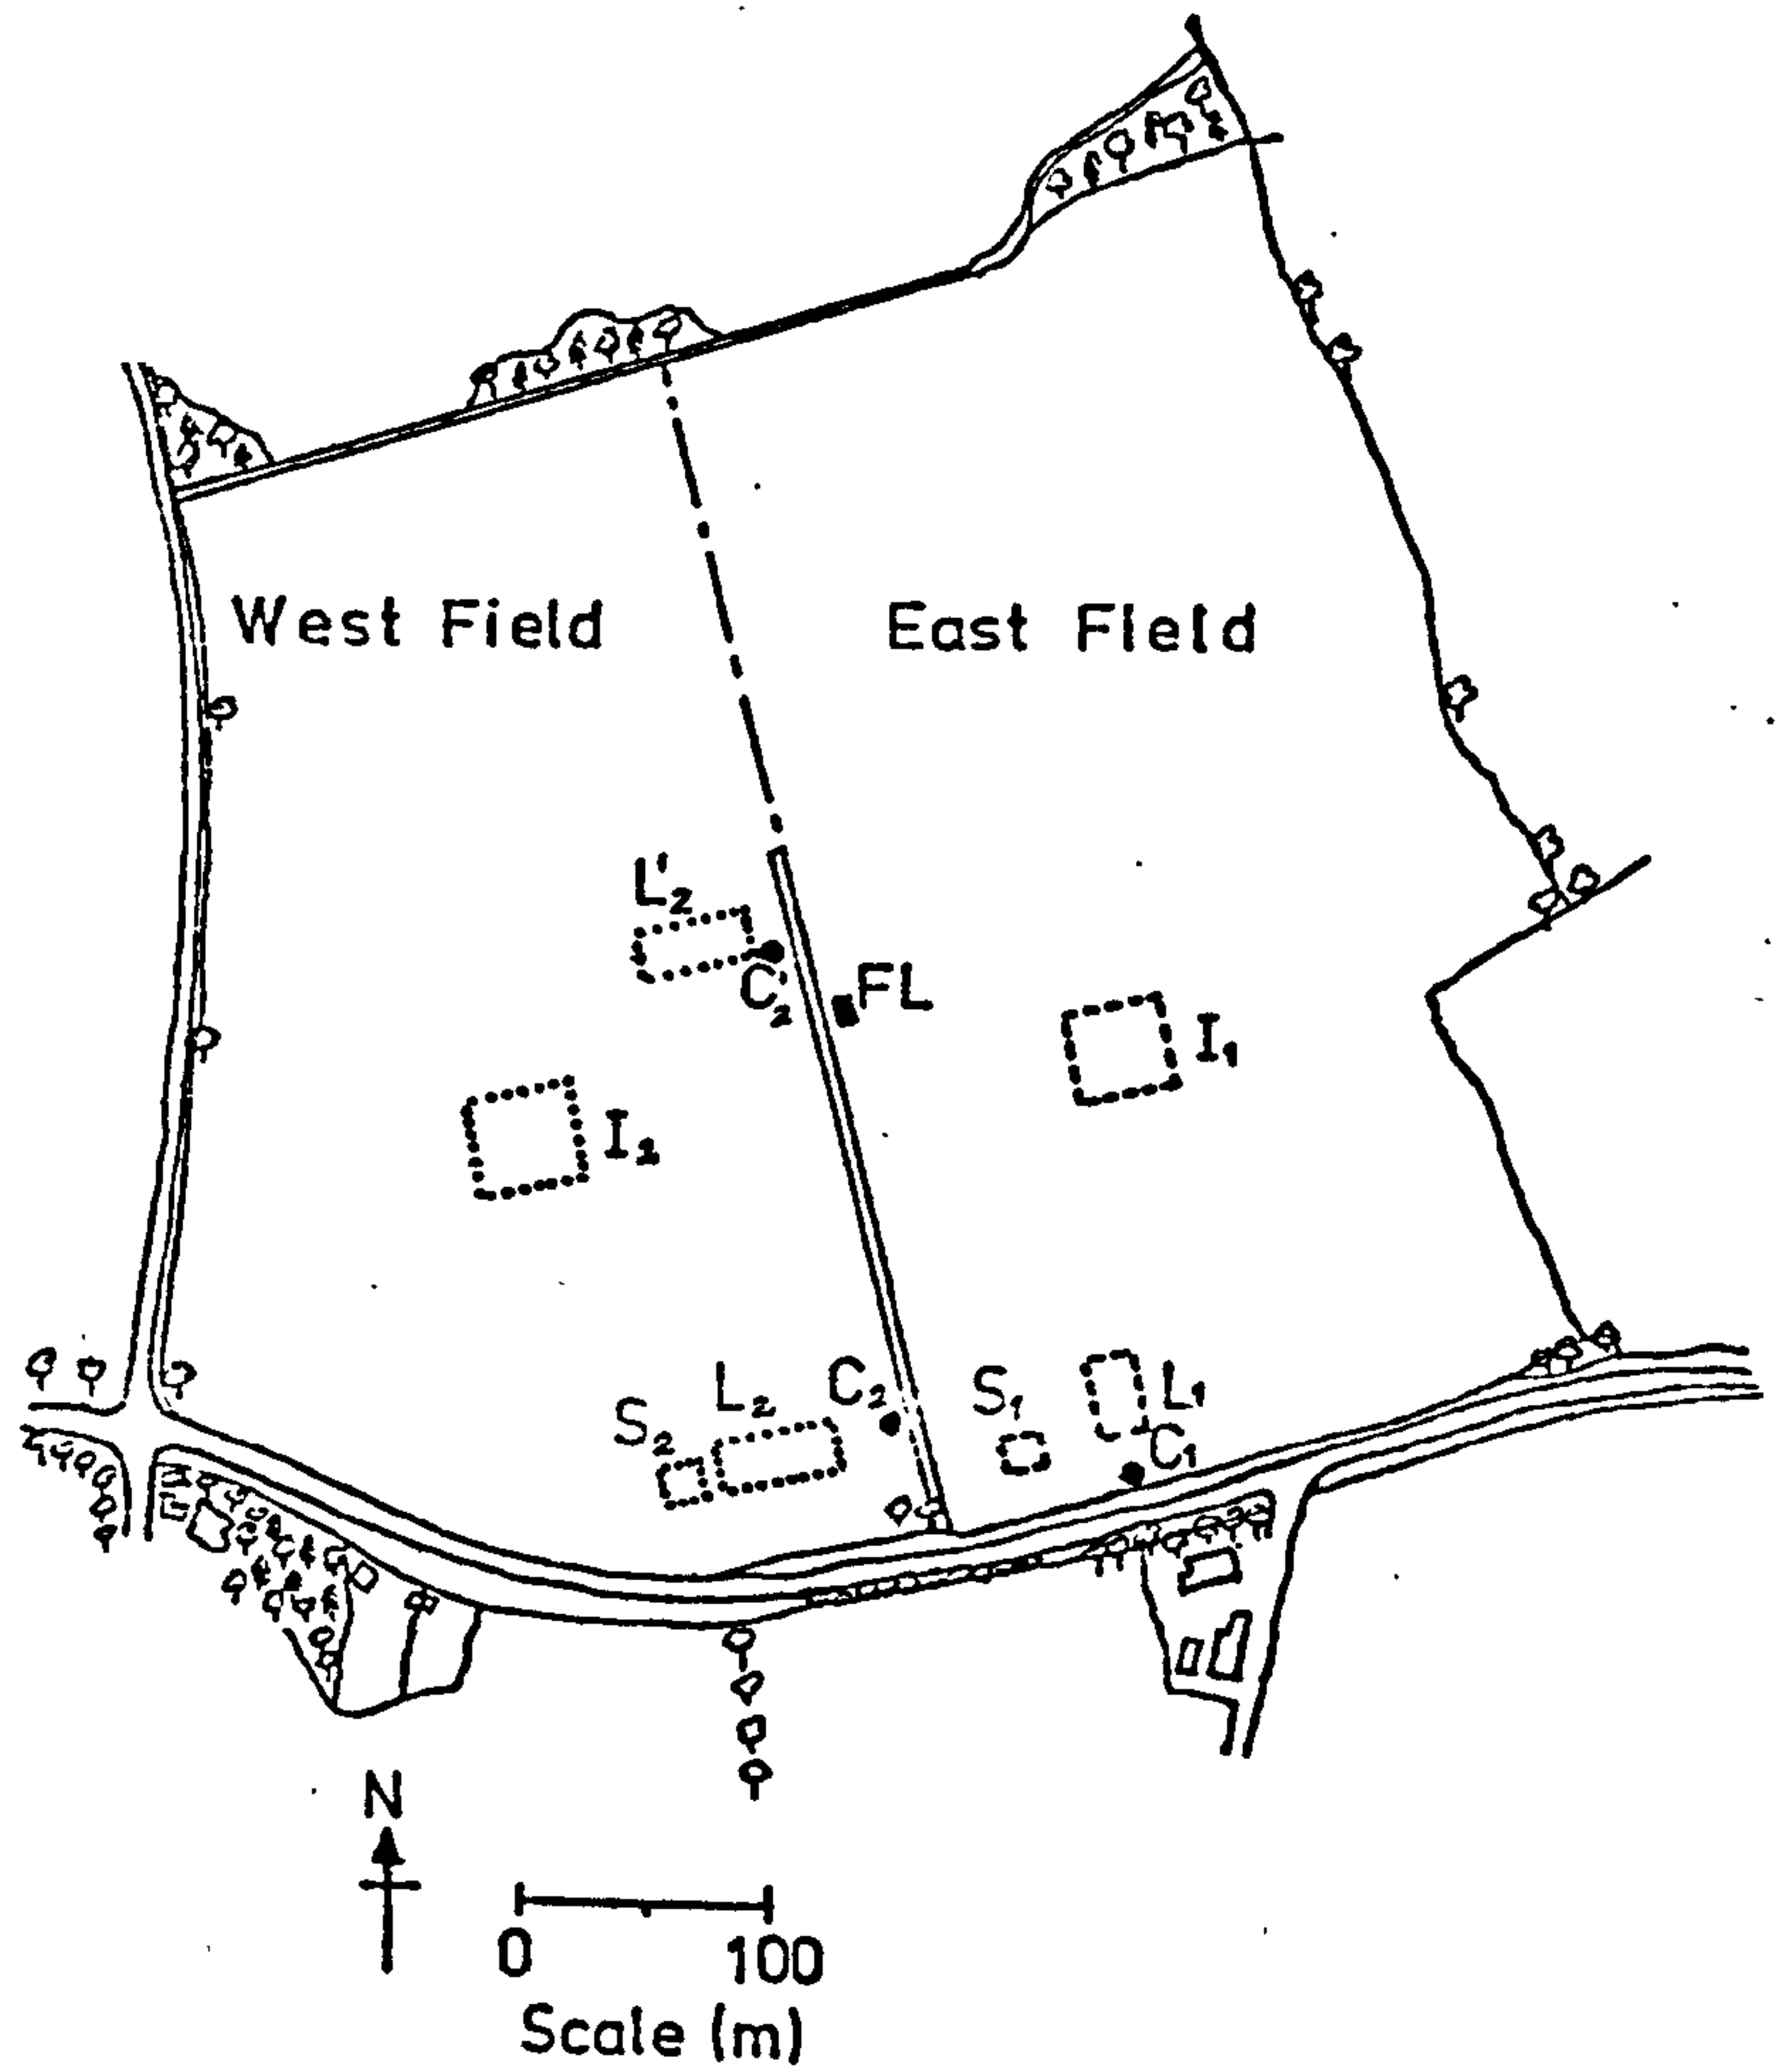 West Field
East Field
L'₂
C'₂
FL
I₁
I₂
S₂
L₂
C₂
S₁
L₁
C₁
N
0
100
Scale (m)